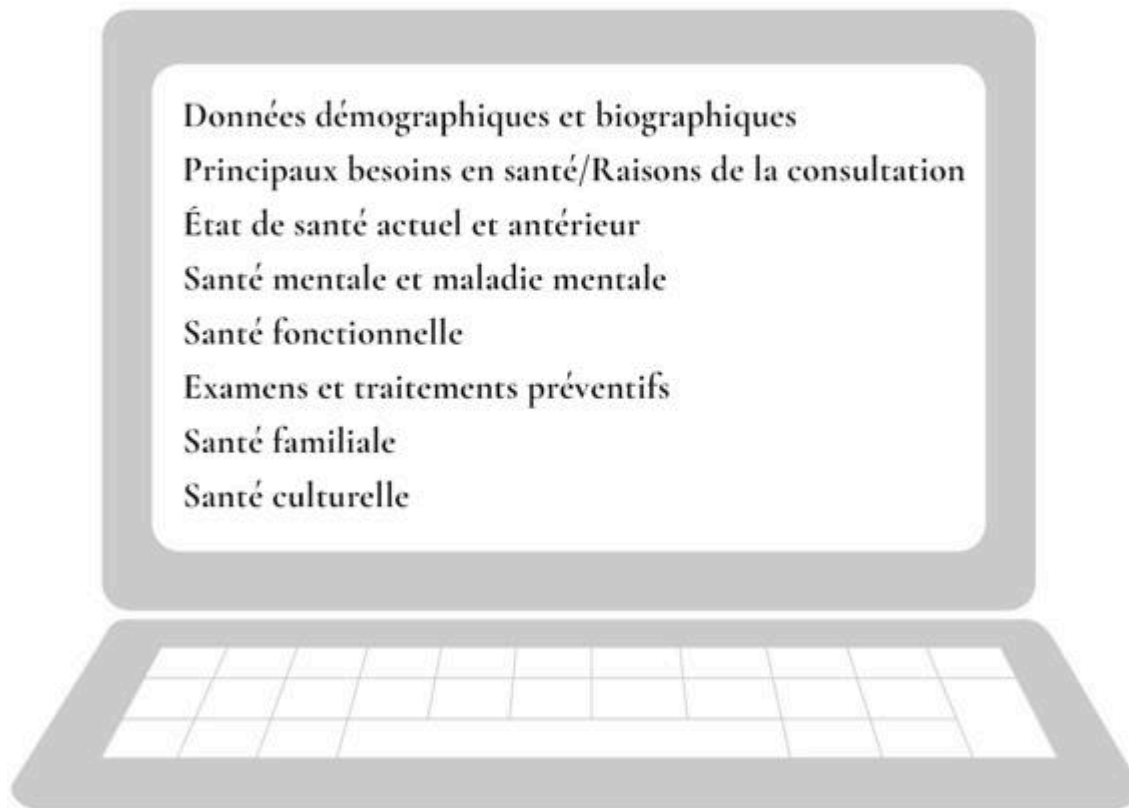 Données démographiques et biographiques
Principaux besoins en santé/Raisons de la consultation
État de santé actuel et antérieur
Santé mentale et maladie mentale
Santé fonctionnelle
Examens et traitements préventifs
Santé familiale
Santé culturelle